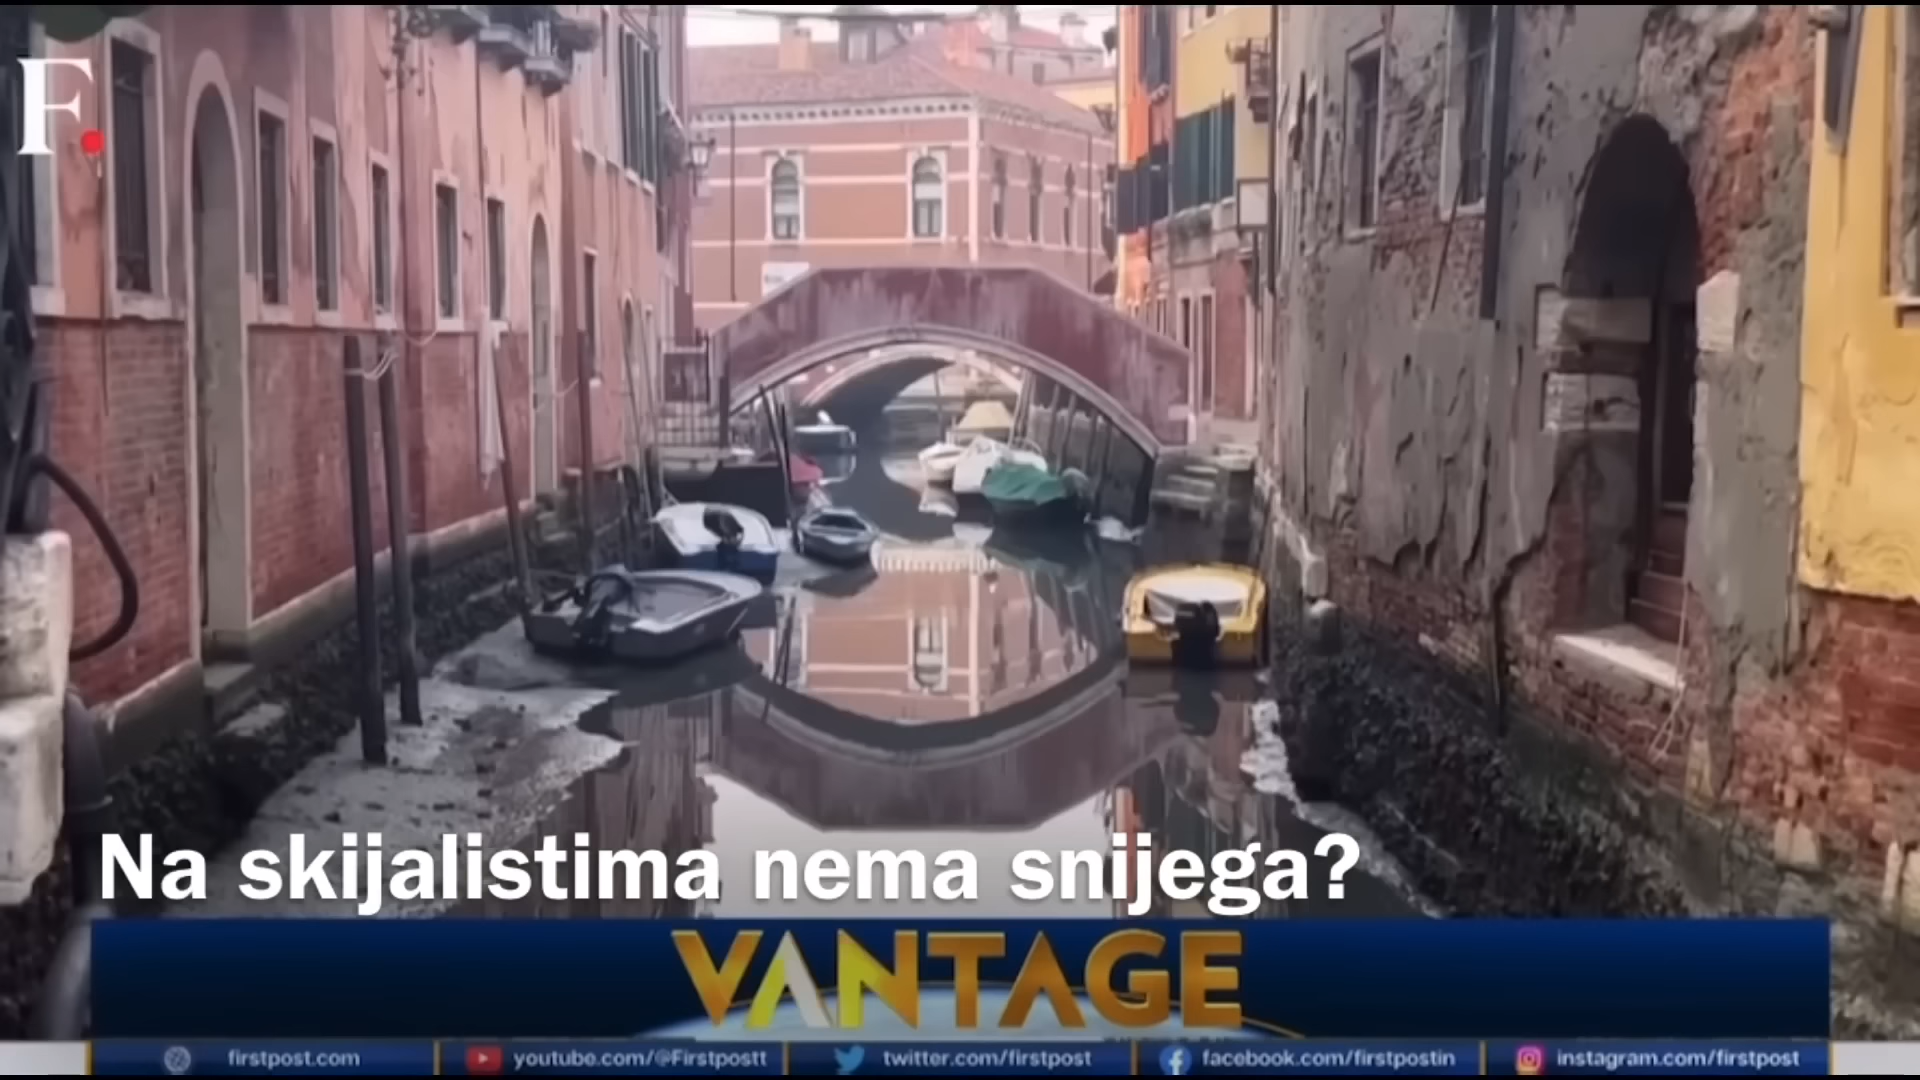 F.
Na skijalistima nema snijega?
VANTAGE
firstpost.com
youtube.com/@Firstpostt
twitter.com/firstpost
facebook.com/firstpostin
instagram.com/firstpost